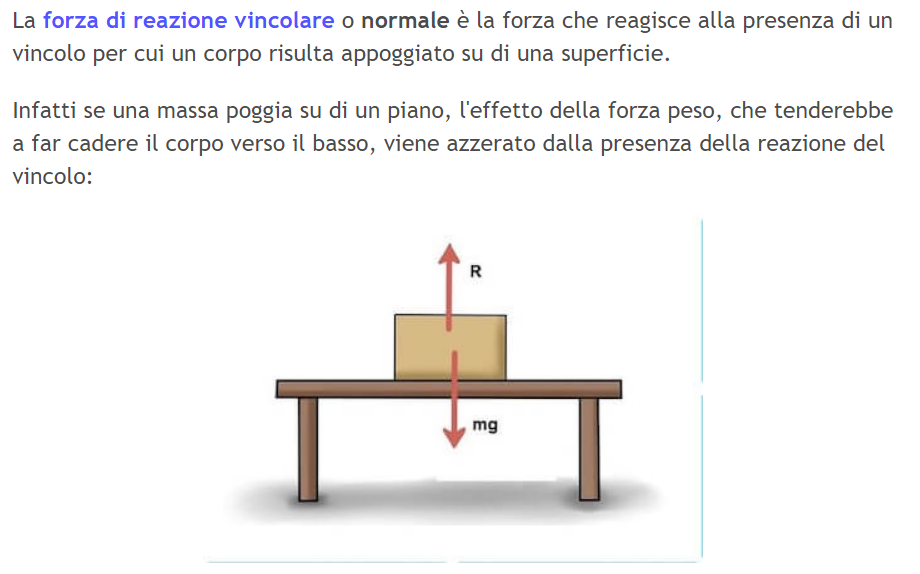 La forza di reazione vincolare o normale è la forza che reagisce alla presenza di un
vincolo per cui un corpo risulta appoggiato su di una superficie.
Infatti se una massa poggia su di un piano, l'effetto della forza peso, che tenderebbe
a far cadere il corpo verso il basso, viene azzerato dalla presenza della reazione del
vincolo:
R
mg